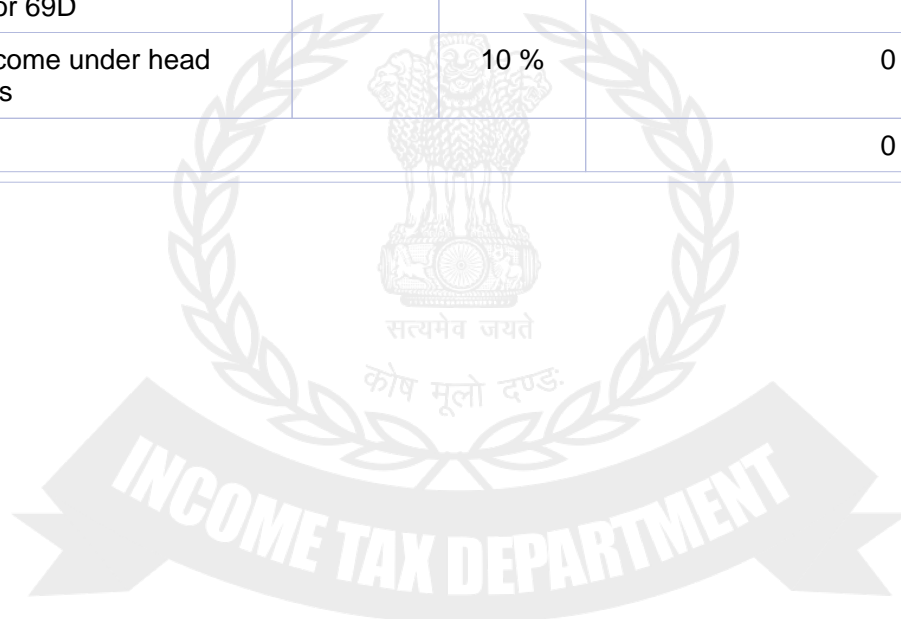 or 69D
come under head
s
10 %
0
0
सत्यमेव जयते
कोष मूलो दण्डः
INCOME TAX DEPARTMENT